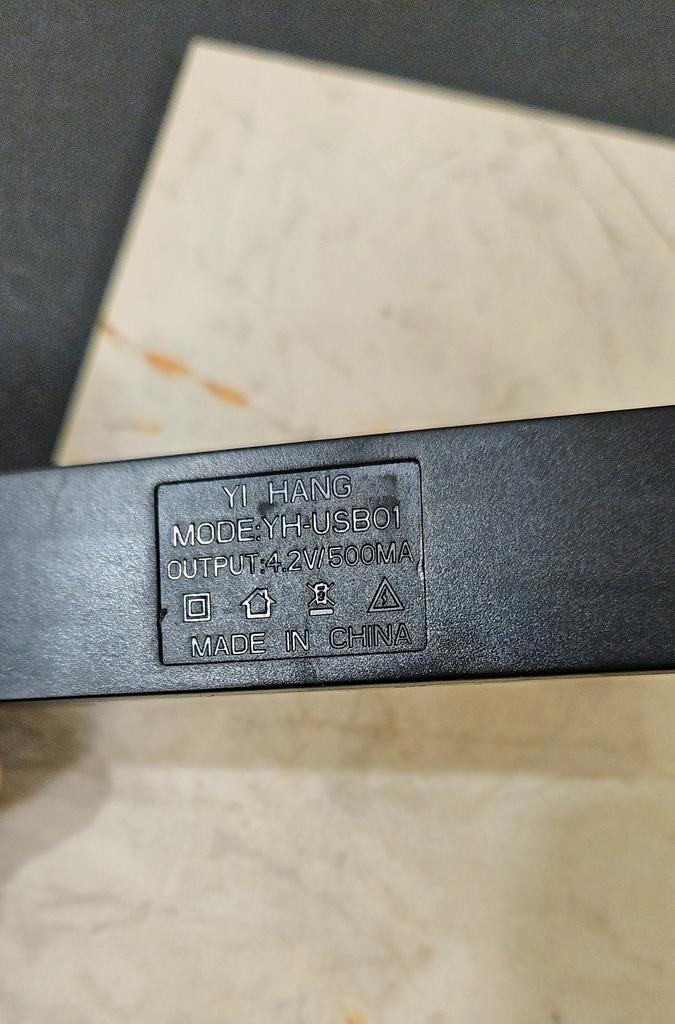 YI HANG
MODE:YH-USB01
OUTPUT:4.2V/500MA
MADE IN CHINA